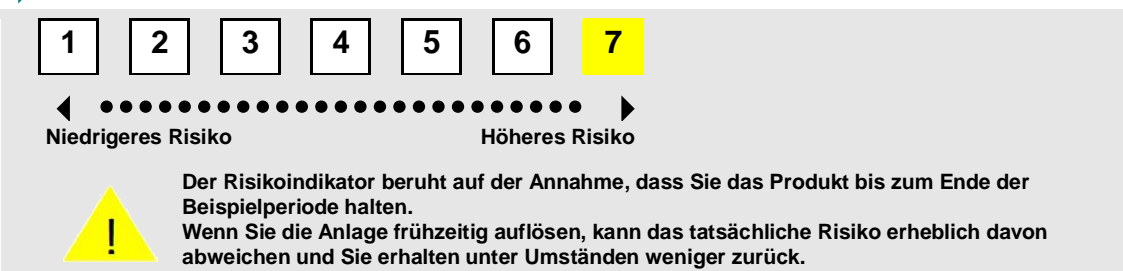 1 2 3 4 5 6 7
Niedrigeres Risiko Höheres Risiko
Der Risikoindikator beruht auf der Annahme, dass Sie das Produkt bis zum Ende der
Beispielperiode halten.
Wenn Sie die Anlage frühzeitig auflösen, kann das tatsächliche Risiko erheblich davon
abweichen und Sie erhalten unter Umständen weniger zurück.
!